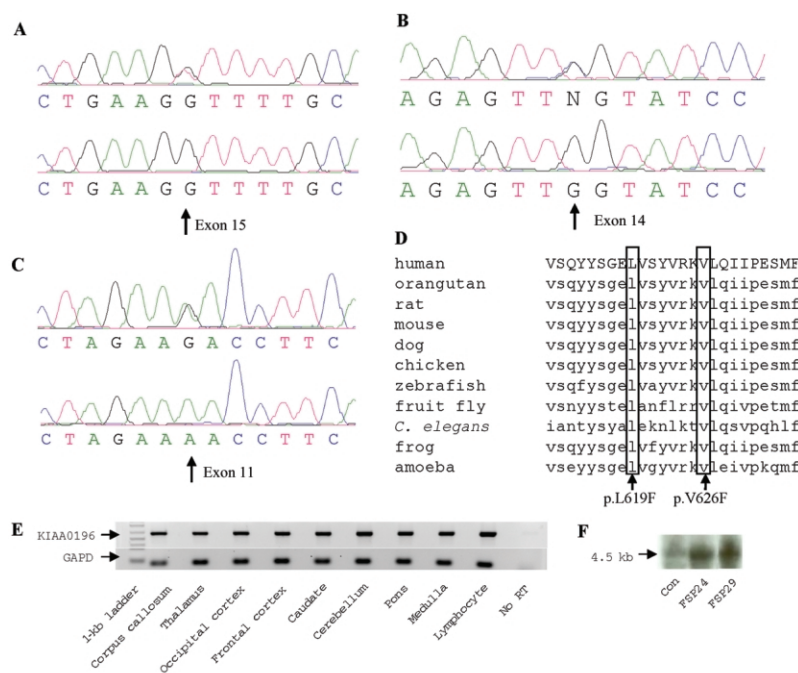 A
C T G A A G G T T T T G C
C T G A A G G T T T T G C
Exon 15
B
A G A G T T N G T A T C C
A G A G T T G G T A T C C
Exon 14
C
C T A G A A G A C C T T C
C T A G A A A A C C T T C
Exon 11
D
human VSQYYSGELVSYVRKVLQIIPESMF
orangutan vsqyysgelvsyvrkvlqiipesmf
rat vsqyysgelvsyvrkvlqiipesmf
mouse vsqyysgelvsyvrkvlqiipesmf
dog vsqyysgelvsyvrkvlqiipesmf
chicken vsqyysgelvsyvrkvlqiipesmf
zebrafish vsqfysgelvayvrkvlqiipesmf
fruit fly vsnyystelanflrrvlqvipetmf
C. elegans iantysyaleknlktvlqsvpqhlf
frog vsqyysgelvfyvrkvlqiipesmf
amoeba vseyysgelvgyvrkvleivpkqmf
p.L619F p.V626F
E
KIAA0196
GAPD
1-kb ladder
Corpus callosum
Thalamus
Occipital cortex
Frontal cortex
Caudate
Cerebellum
Pons
Medulla
Lymphocyte
No RT
F
4.5 kb
Con
FSP24
FSP29